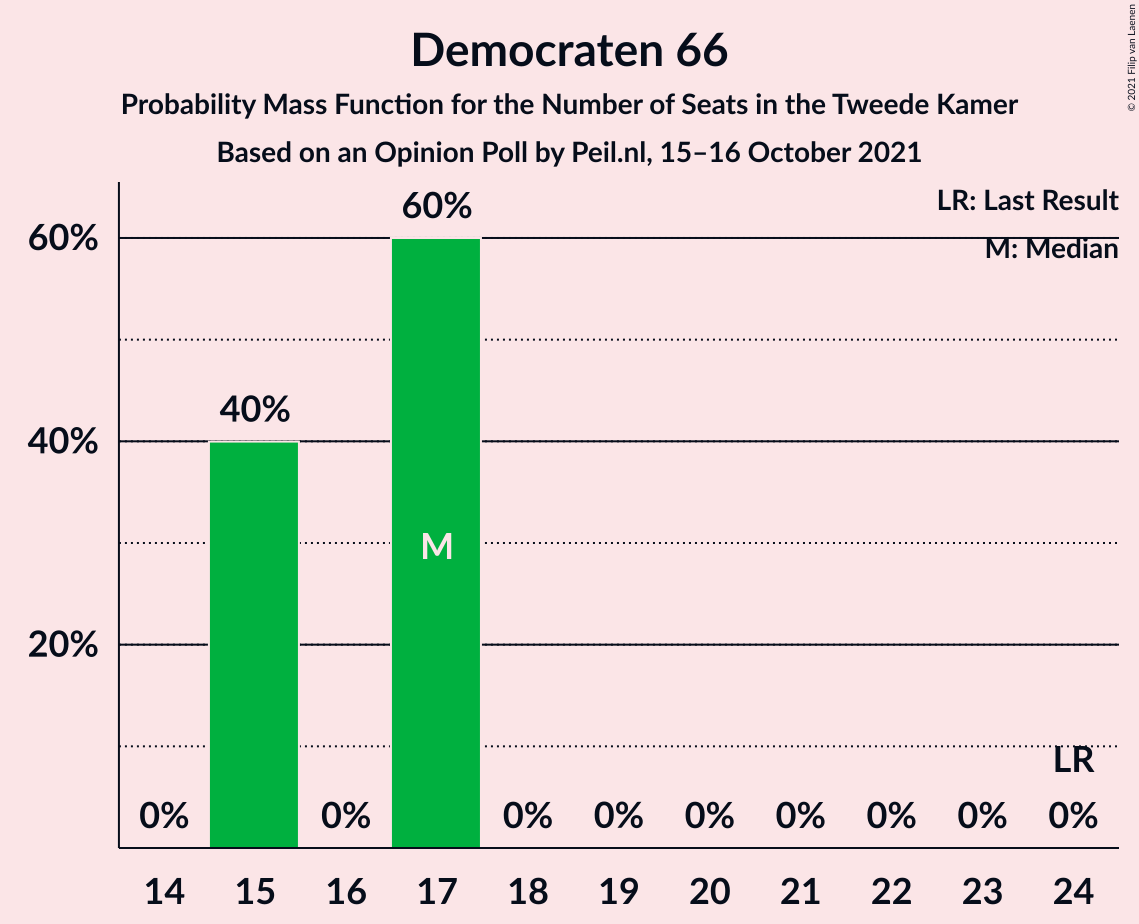 Democraten 66
Probability Mass Function for the Number of Seats in the Tweede Kamer
Based on an Opinion Poll by Peil.nl, 15–16 October 2021
© 2021 Filip van Laenen
LR: Last Result
M: Median
60%
40%
20%
60%
40%
M
LR
0% 0% 0% 0% 0% 0% 0% 0% 0%
14 15 16 17 18 19 20 21 22 23 24